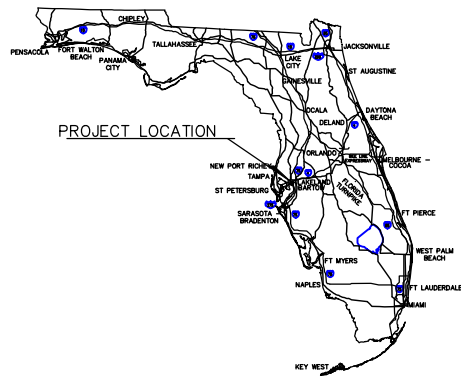 CHIPLEY
PENSACOLA
FORT WALTON
BEACH
PANAMA
CITY
TALLAHASSEE
LAKE
CITY
JACKSONVILLE
GAINESVILLE
ST AUGUSTINE
OCALA
DELAND
DAYTONA
BEACH
PROJECT LOCATION
ORLANDO
MELBOURNE -
COCOA
NEW PORT RICHEY
TAMPA
LAKELAND
BARTOW
ST PETERSBURG
FLORIDA
TURNPIKE
SARASOTA -
BRADENTON
FT PIERCE
WEST PALM
BEACH
FT MYERS
NAPLES
FT LAUDERDALE
MIAMI
KEY WEST